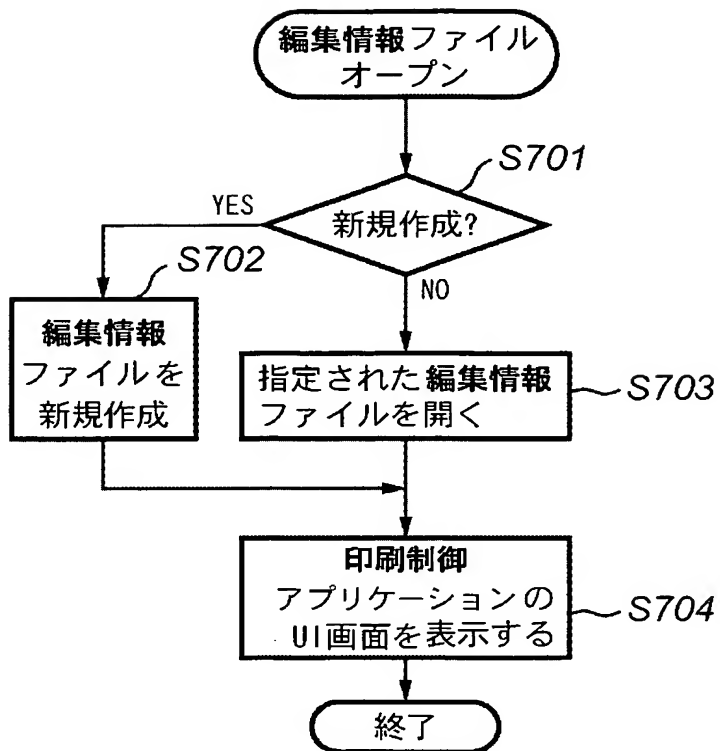 編集情報ファイル
オープン
S701
新規作成?
YES
NO
S702
編集情報
ファイルを
新規作成
指定された編集情報
ファイルを開く
S703
印刷制御
アプリケーションの
UI画面を表示する
S704
終了